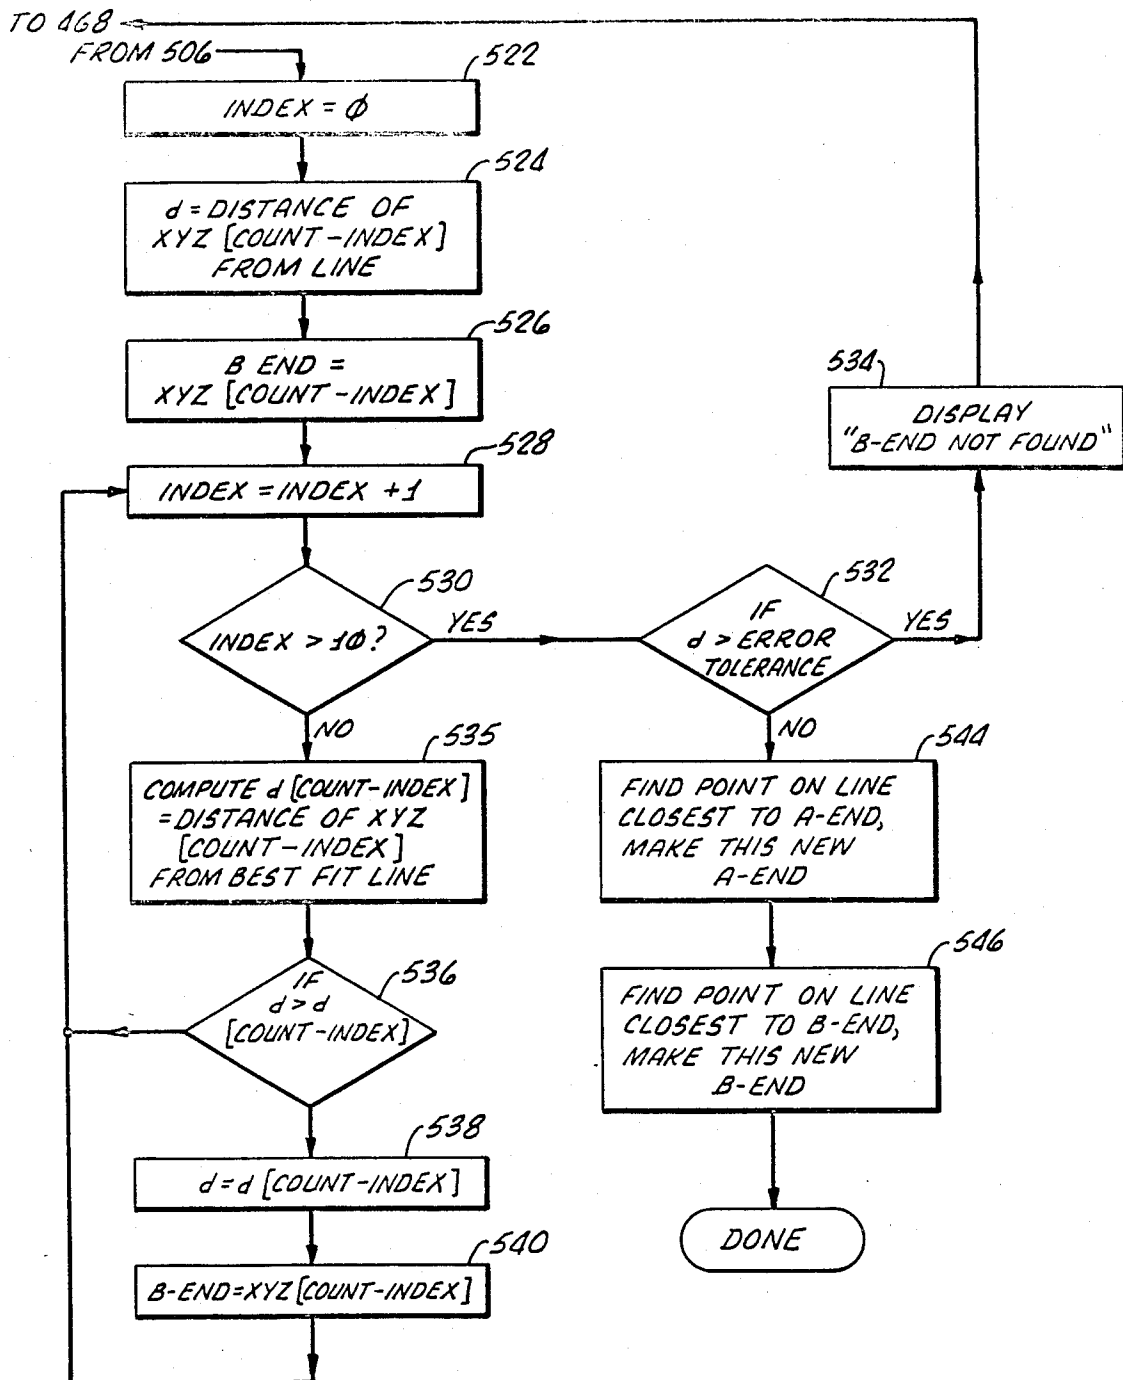 TO 468
FROM 506
522
INDEX = φ
524
d = DISTANCE OF
XYZ [COUNT-INDEX]
FROM LINE
526
B END =
XYZ [COUNT-INDEX]
528
INDEX = INDEX +1
530
INDEX > 1φ?
YES
NO
532
IF
d > ERROR
TOLERANCE
YES
NO
534
DISPLAY
"B-END NOT FOUND"
535
COMPUTE d [COUNT-INDEX]
=DISTANCE OF XYZ
[COUNT-INDEX]
FROM BEST FIT LINE
536
IF
d > d
[COUNT-INDEX]
538
d = d [COUNT-INDEX]
540
B-END=XYZ [COUNT-INDEX]
544
FIND POINT ON LINE
CLOSEST TO A-END,
MAKE THIS NEW
A-END
546
FIND POINT ON LINE
CLOSEST TO B-END,
MAKE THIS NEW
B-END
DONE